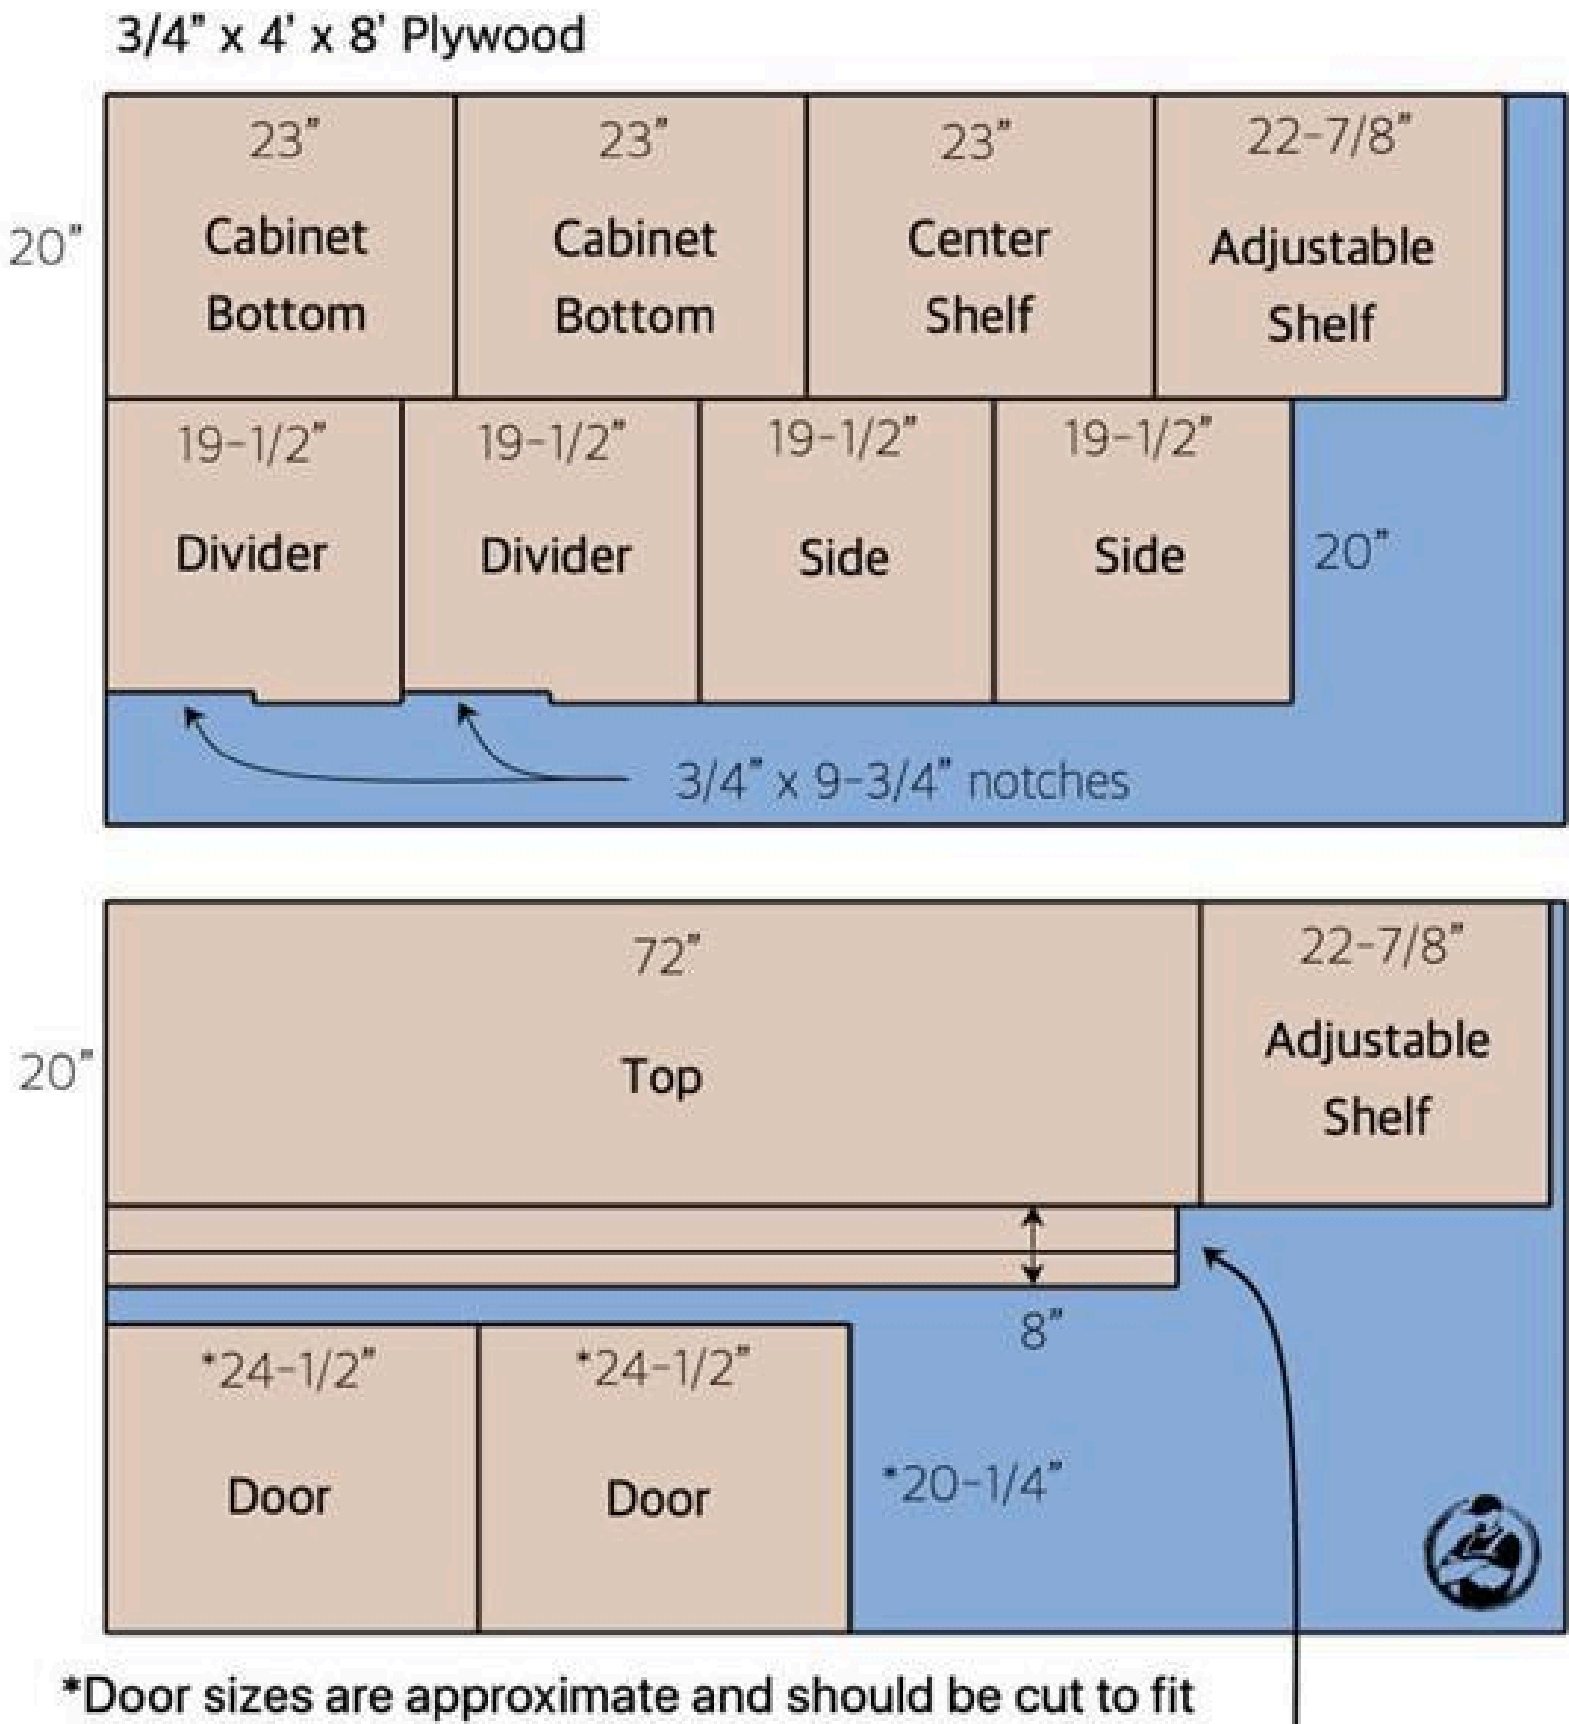 3/4” x 4’ x 8’ Plywood
23” 23” 23” 22-7/8”
20”
Cabinet Bottom
Cabinet Bottom
Center Shelf
Adjustable Shelf
19-1/2” 19-1/2” 19-1/2” 19-1/2”
Divider Divider Side Side 20”
3/4” x 9-3/4” notches
72” 22-7/8”
20”
Top
Adjustable Shelf
8”
*24-1/2” *24-1/2”
Door Door *20-1/4”
*Door sizes are approximate and should be cut to fit